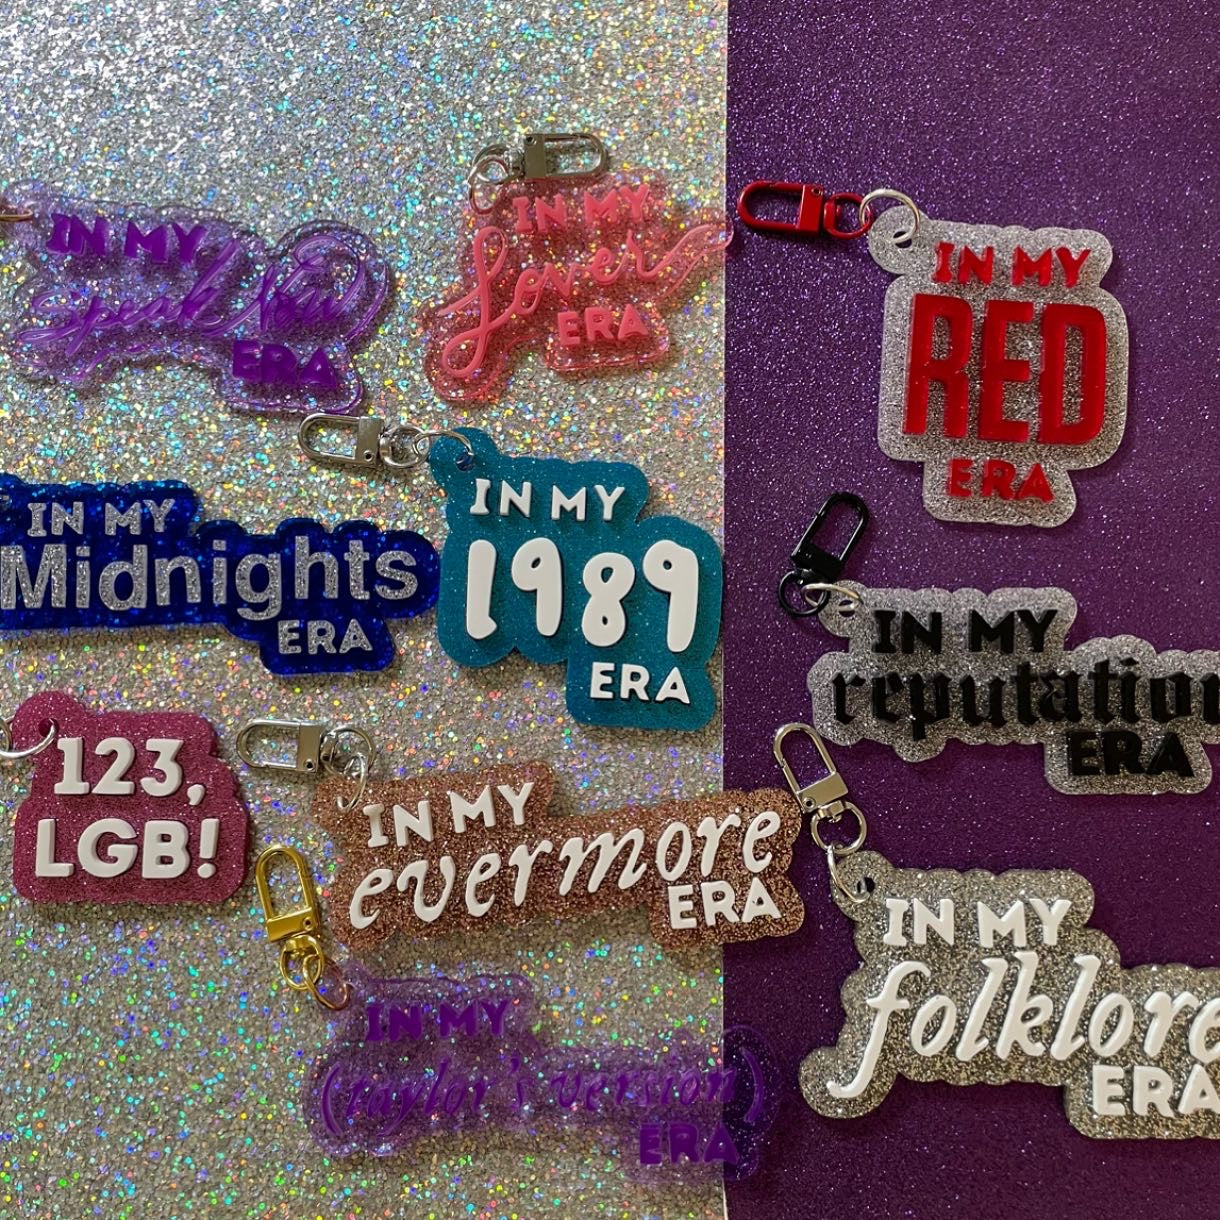 IN MY
Speak Now
ERA
IN MY
Lover
ERA
IN MY
RED
ERA
IN MY
Midnights
ERA
IN MY
1989
ERA
IN MY
reputation
ERA
123,
LGB!
IN MY
evermore
ERA
IN MY
folklore
ERA
IN MY
(taylor's version)
ERA